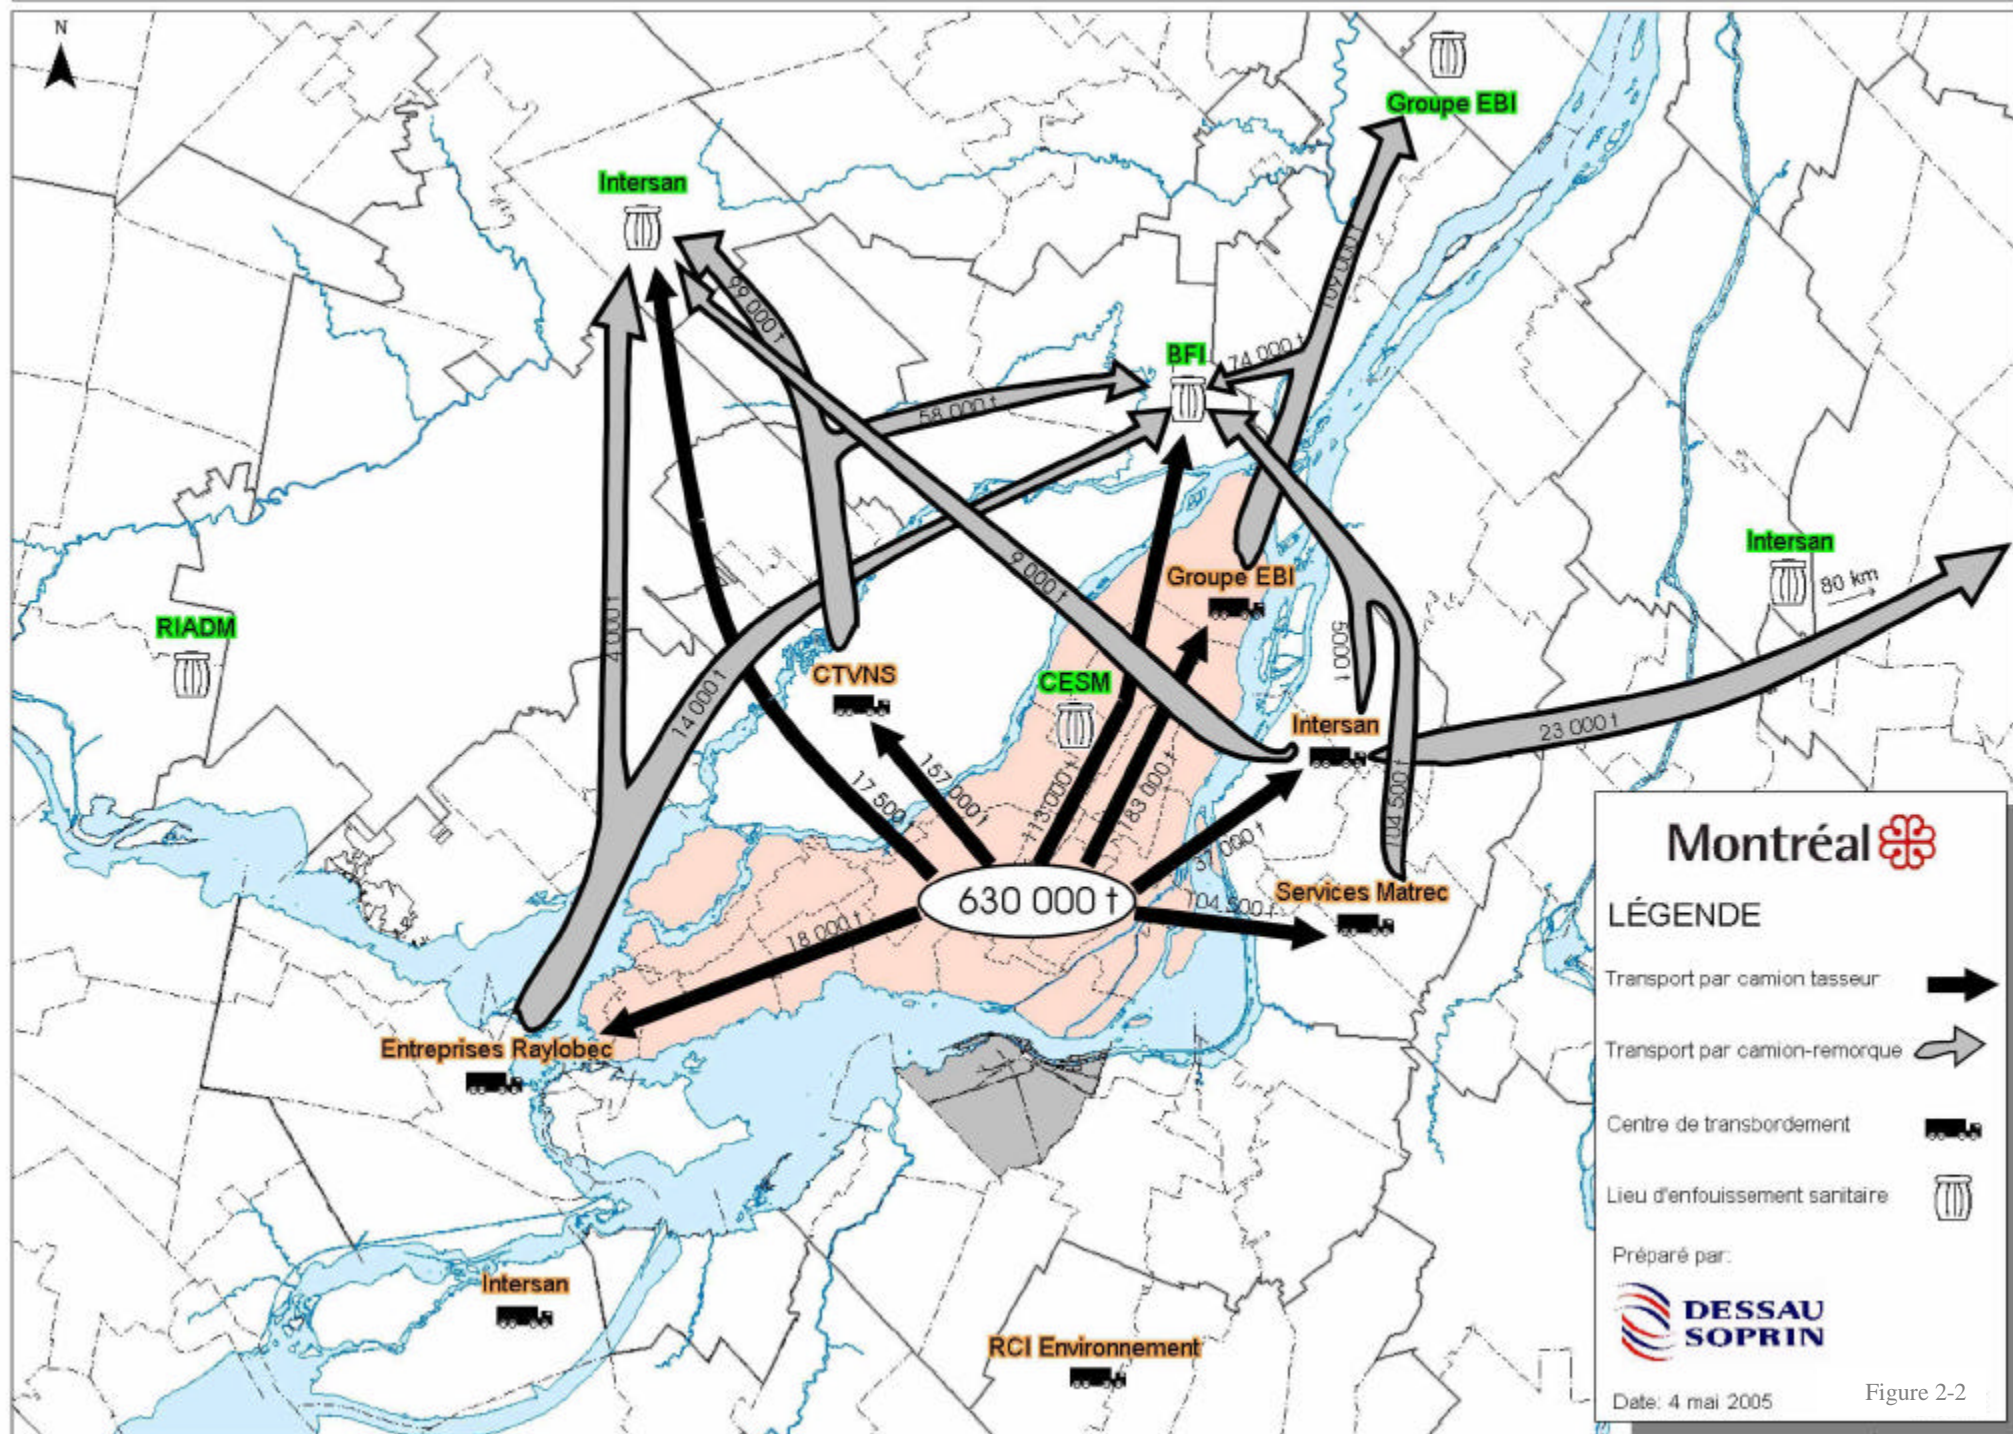 N
Groupe EBI
Intersan
99 000 t
109 000 t
BFI
74 000 t
58 000 t
Intersan
80 km
9 000 t
Groupe EBI
RIADM
4 000 t
5000 t
CTVNS
CESM
14 000 t
Intersan
23 000 t
157 000 t
17 500 t
113 000 t
183 000 t
104 500 t
000 t
630 000 t
Services Matrec
104 500 t
18 000 t
Entreprises Raylobec
Intersan
RCI Environnement
Montréal
LÉGENDE
Transport par camion tasseur
Transport par camion-remorque
Centre de transbordement
Lieu d'enfouissement sanitaire
Préparé par:
DESSAU
SOPRIN
Date: 4 mai 2005
Figure 2-2